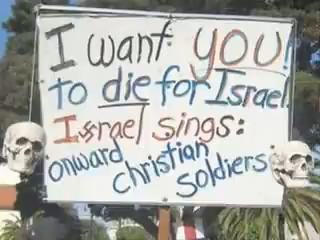 I want YOU!
to die for Israel.
Israel sings:
onward
christian
soldiers